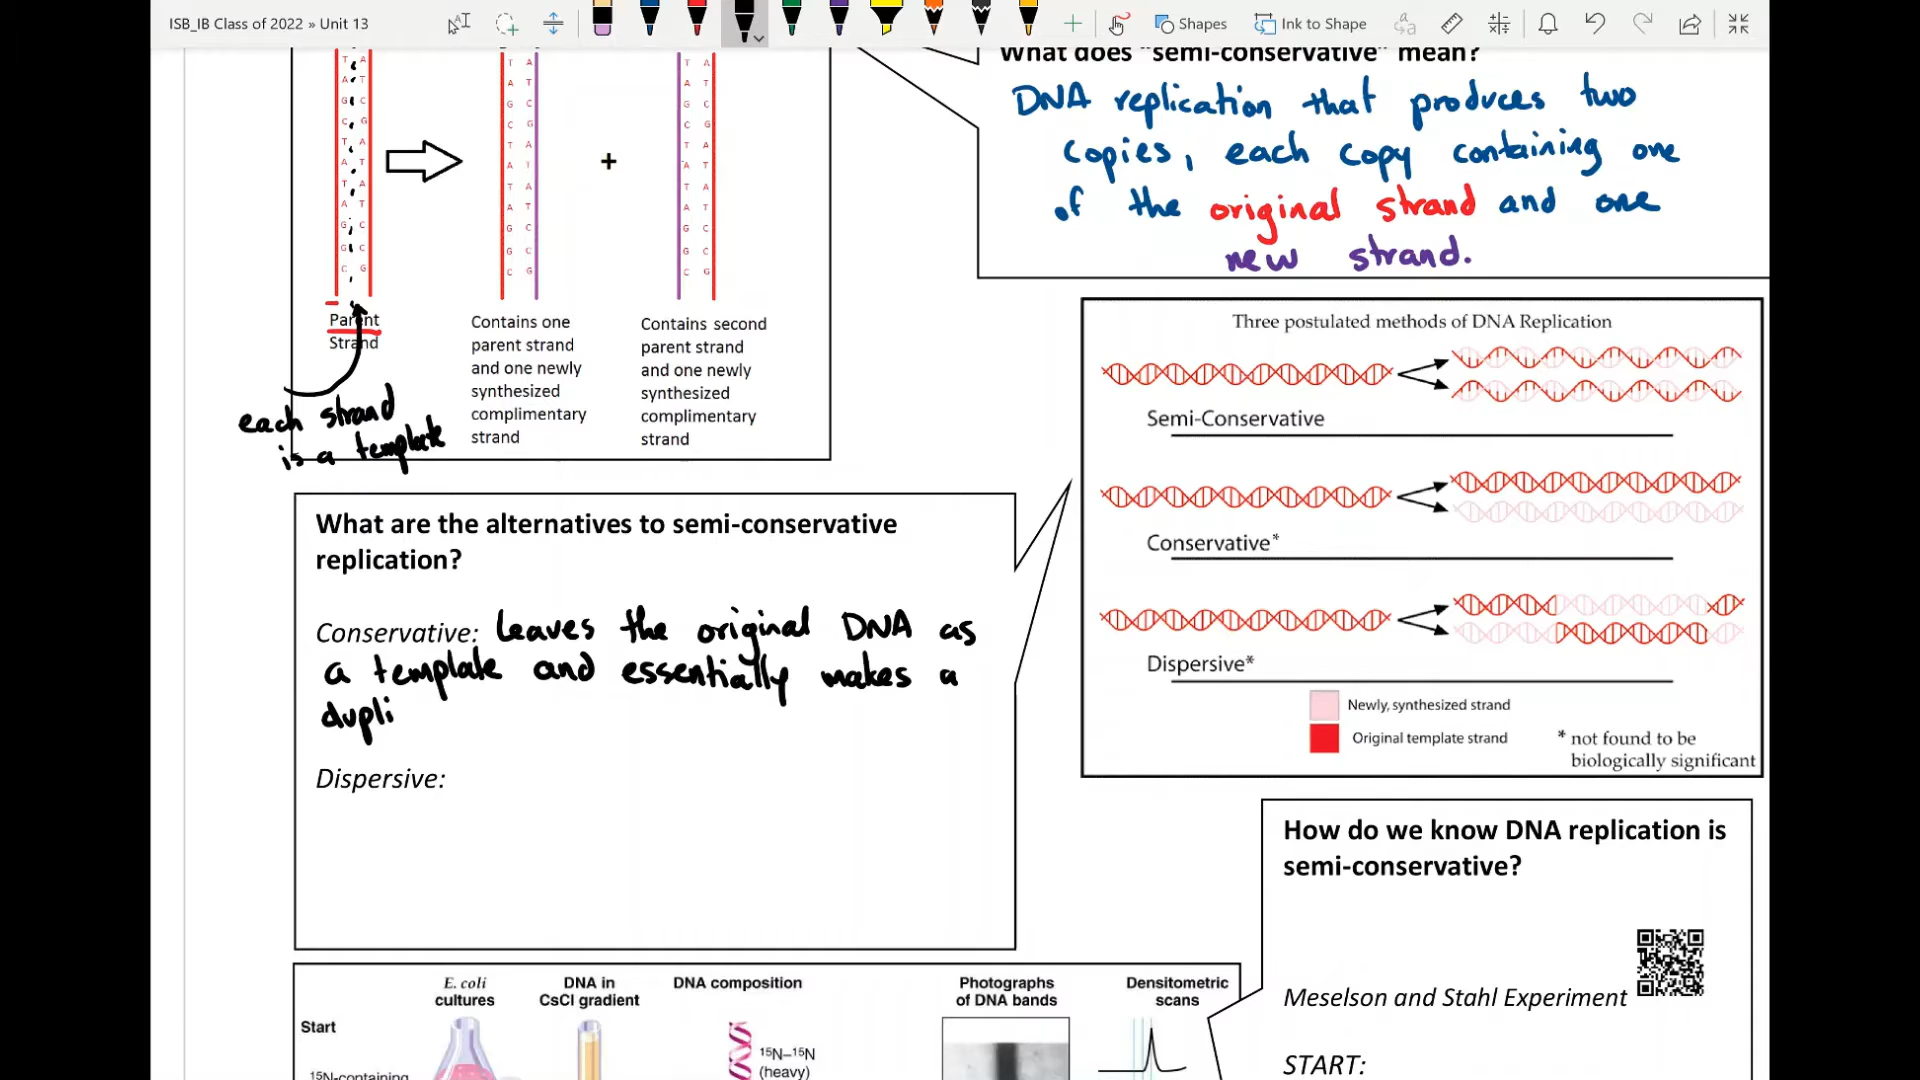 ISB_IB Class of 2022 » Unit 13
Shapes
Ink to Shape
What does "semi-conservative" mean?
DNA replication that produces two
copies, each copy containing one
of the original strand and one
new strand.
T A T A T A
A T A T A T
G C G C G C
C G C G C G
T A T A T A
A T A T A T
T A T A T A
A T A T A T
G C G C G C
G C G C G C
C G C G C G
+
Parent
Strand
each strand
is a template
Contains one
parent strand
and one newly
synthesized
complimentary
strand
Contains second
parent strand
and one newly
synthesized
complimentary
strand
Three postulated methods of DNA Replication
Semi-Conservative
Conservative*
Dispersive*
Newly, synthesized strand
Original template strand
* not found to be
biologically significant
What are the alternatives to semi-conservative
replication?
Conservative: Leaves the original DNA as
a template and essentially makes a
dupli
Dispersive:
How do we know DNA replication is
semi-conservative?
Meselson and Stahl Experiment
START:
E. coli
cultures
DNA in
CsCl gradient
DNA composition
Photographs
of DNA bands
Densitometric
scans
Start
¹⁵N-containing
¹⁵N–¹⁵N
(heavy)